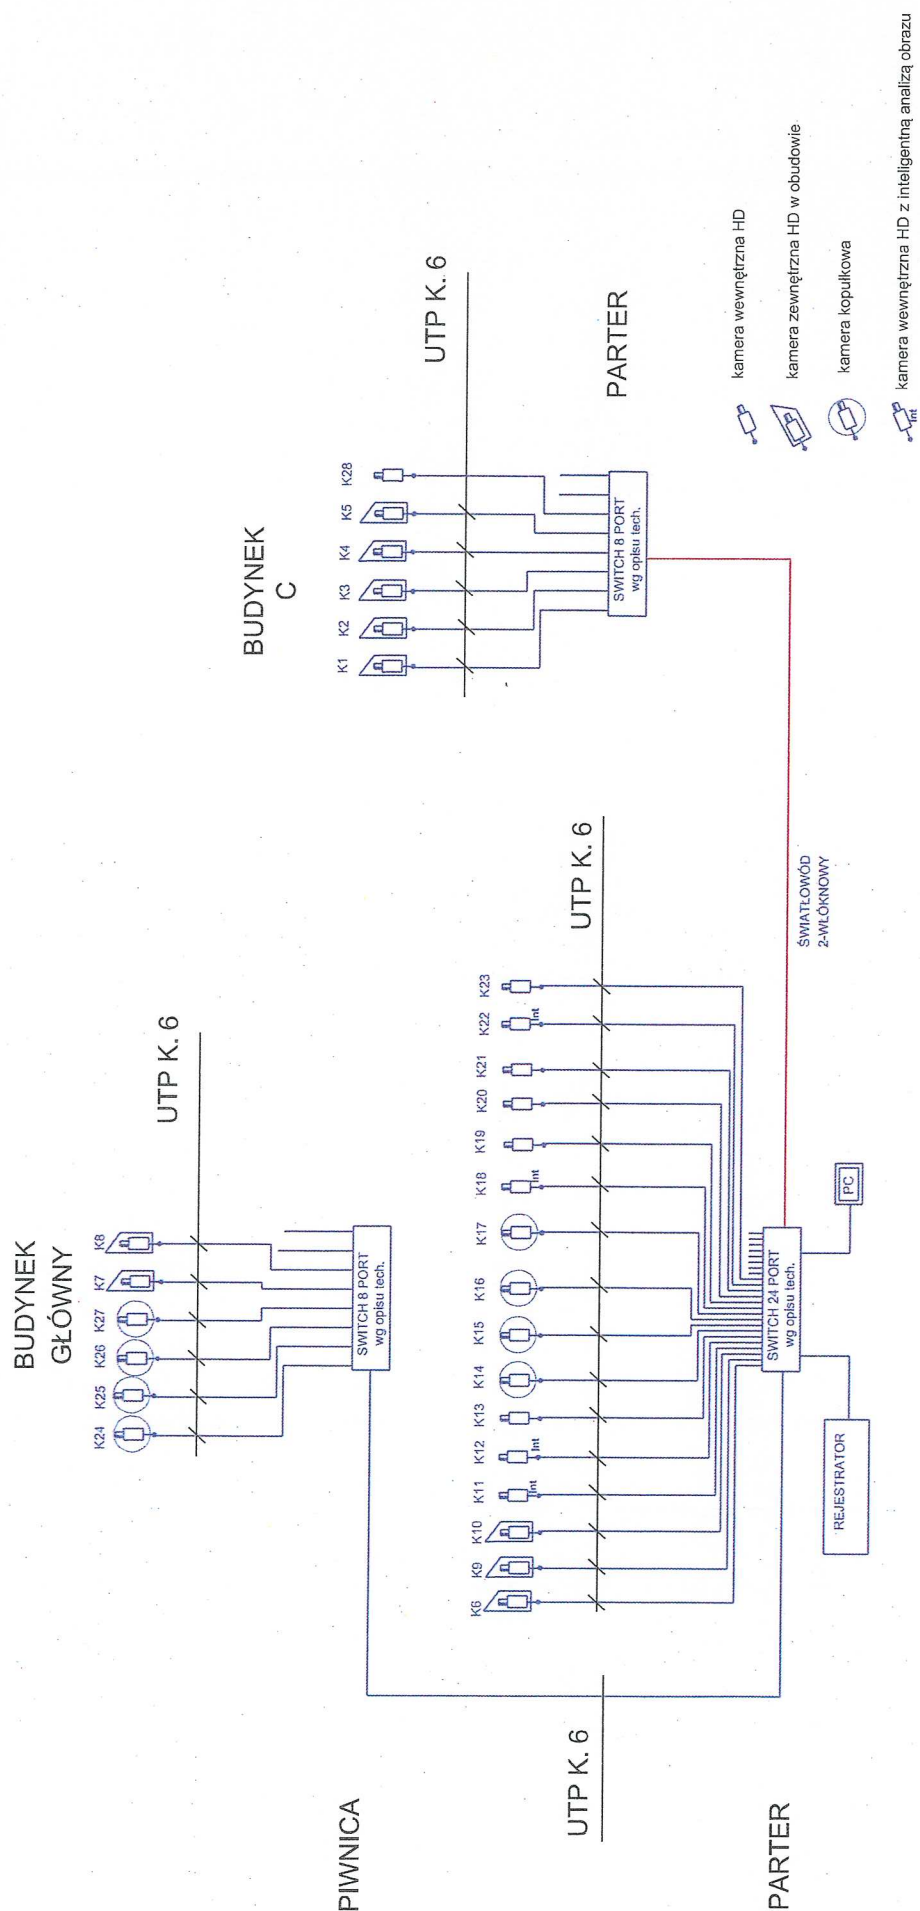 BUDYNEK
GŁÓWNY
UTP K. 6
K24
K25
K26
K27
K7
K8
SWITCH 8 PORT
wg opisu tech.
PIWNICA
BUDYNEK
C
UTP K. 6
K1
K2
K3
K4
K5
K28
SWITCH 8 PORT
wg opisu tech.
PARTER
UTP K. 6
K6
K9
K10
K11
Int
K12
Int
K13
K14
K15
K16
K17
K18
Int
K19
K20
K21
K22
Int
K23
UTP K. 6
SWITCH 24 PORT
wg opisu tech.
REJESTRATOR
PC
ŚWIATŁOWÓD
2-WŁÓKNOWY
PARTER
kamera wewnętrzna HD
kamera zewnętrzna HD w obudowie
kamera kopułkowa
Int
kamera wewnętrzna HD z inteligentną analizą obrazu